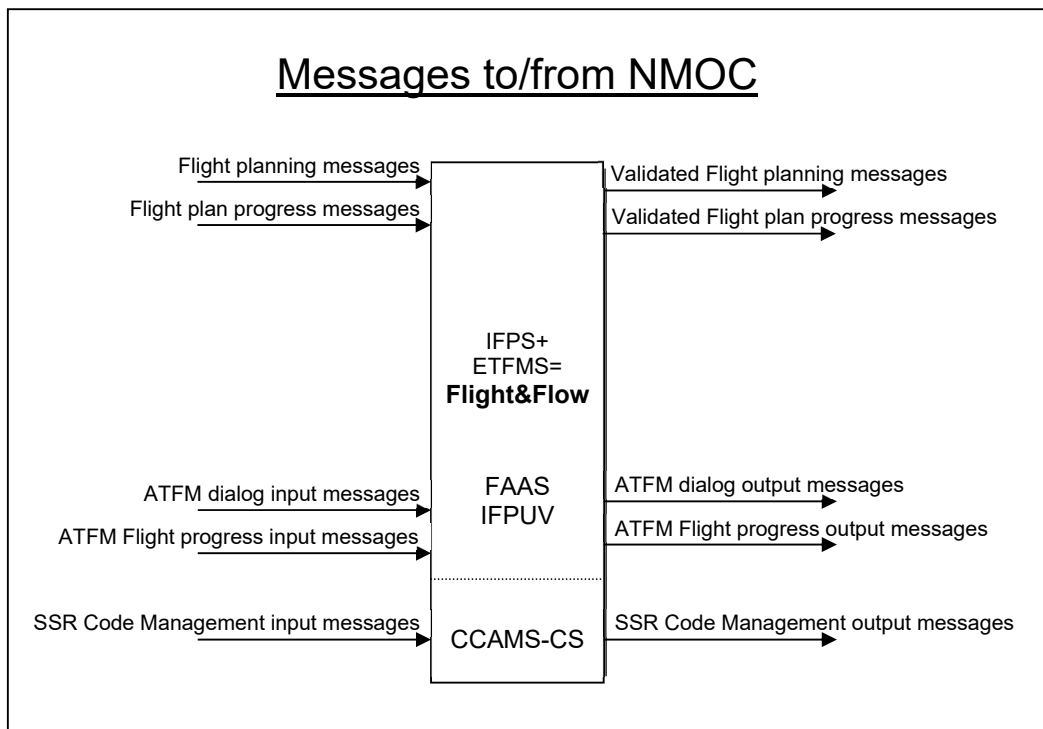 Messages to/from NMOC
Flight planning messages
Flight plan progress messages
Validated Flight planning messages
Validated Flight plan progress messages
IFPS+
ETFMS=
Flight&Flow
FAAS
IFPUV
ATFM dialog input messages
ATFM Flight progress input messages
ATFM dialog output messages
ATFM Flight progress output messages
SSR Code Management input messages
CCAMS-CS
SSR Code Management output messages